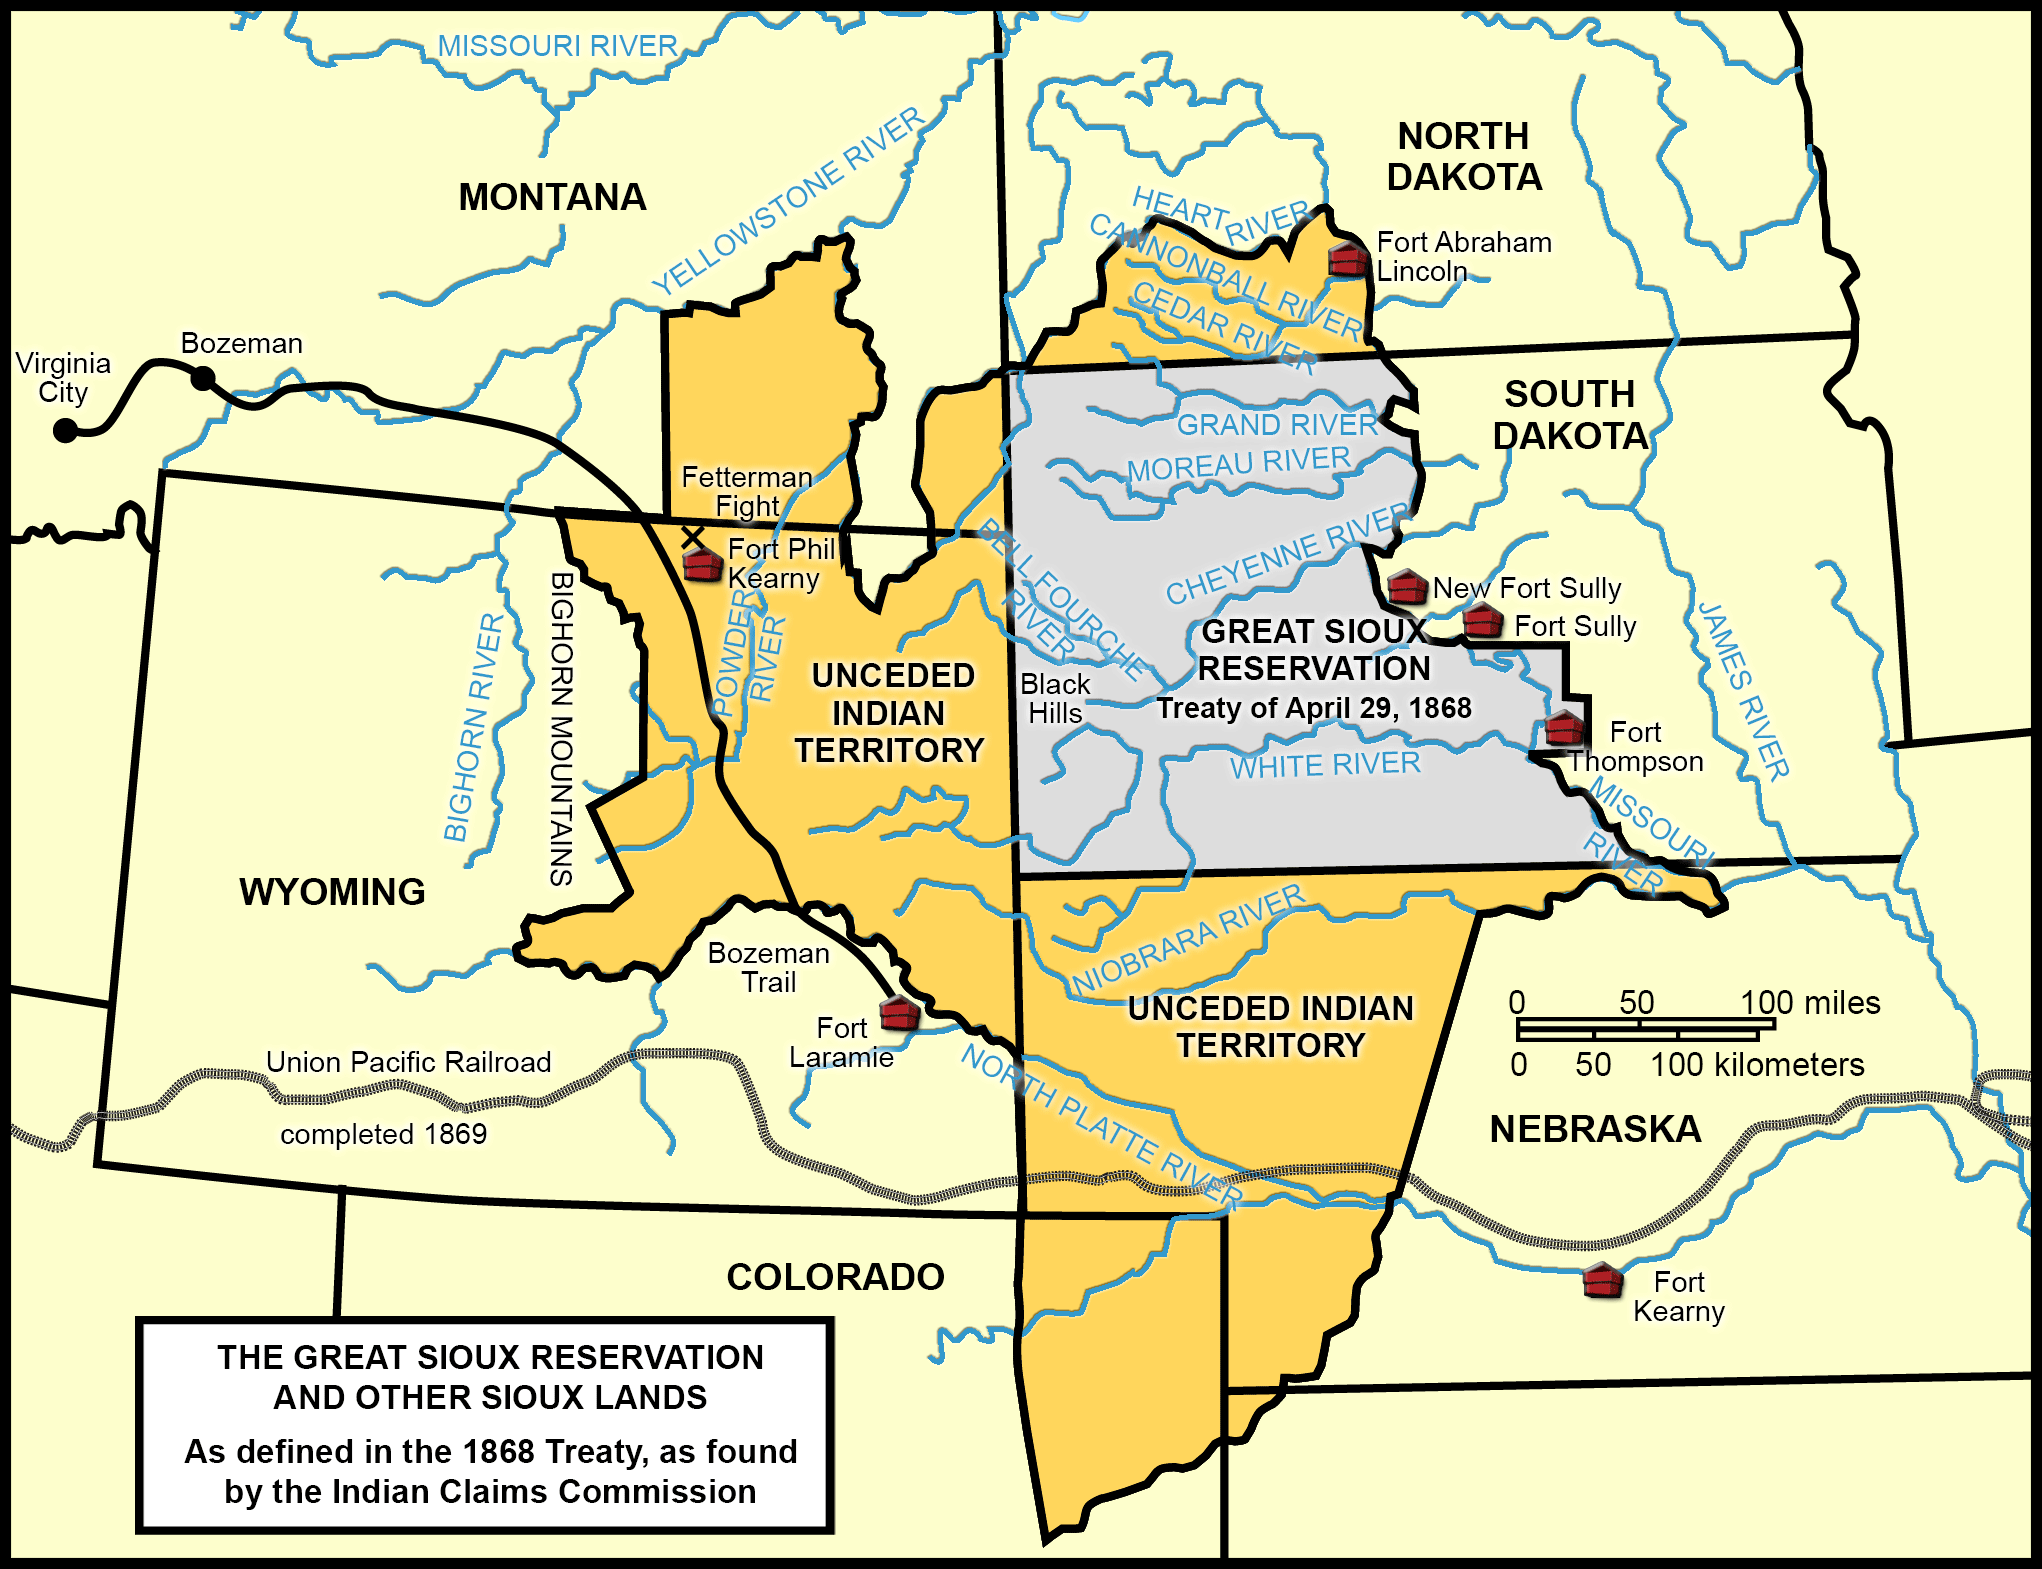 MISSOURI RIVER
MONTANA
YELLOWSTONE RIVER
NORTH
DAKOTA
HEART RIVER
CANNONBALL RIVER
CEDAR RIVER
Fort Abraham
Lincoln
Virginia
City
Bozeman
SOUTH
DAKOTA
GRAND RIVER
MOREAU RIVER
Fetterman
Fight
Fort Phil
Kearny
BELL FOURCHE
RIVER
CHEYENNE RIVER
New Fort Sully
Fort Sully
BIGHORN RIVER
BIGHORN MOUNTAINS
POWDER
RIVER
UNCEDED
INDIAN
TERRITORY
Black
Hills
GREAT SIOUX
RESERVATION
Treaty of April 29, 1868
WHITE RIVER
Fort
Thompson
JAMES RIVER
MISSOURI
RIVER
WYOMING
Bozeman
Trail
Fort
Laramie
NIOBRARA RIVER
UNCEDED INDIAN
TERRITORY
0 50 100 miles
0 50 100 kilometers
Union Pacific Railroad
completed 1869
NORTH PLATTE RIVER
NEBRASKA
COLORADO
Fort
Kearny
THE GREAT SIOUX RESERVATION
AND OTHER SIOUX LANDS
As defined in the 1868 Treaty, as found
by the Indian Claims Commission